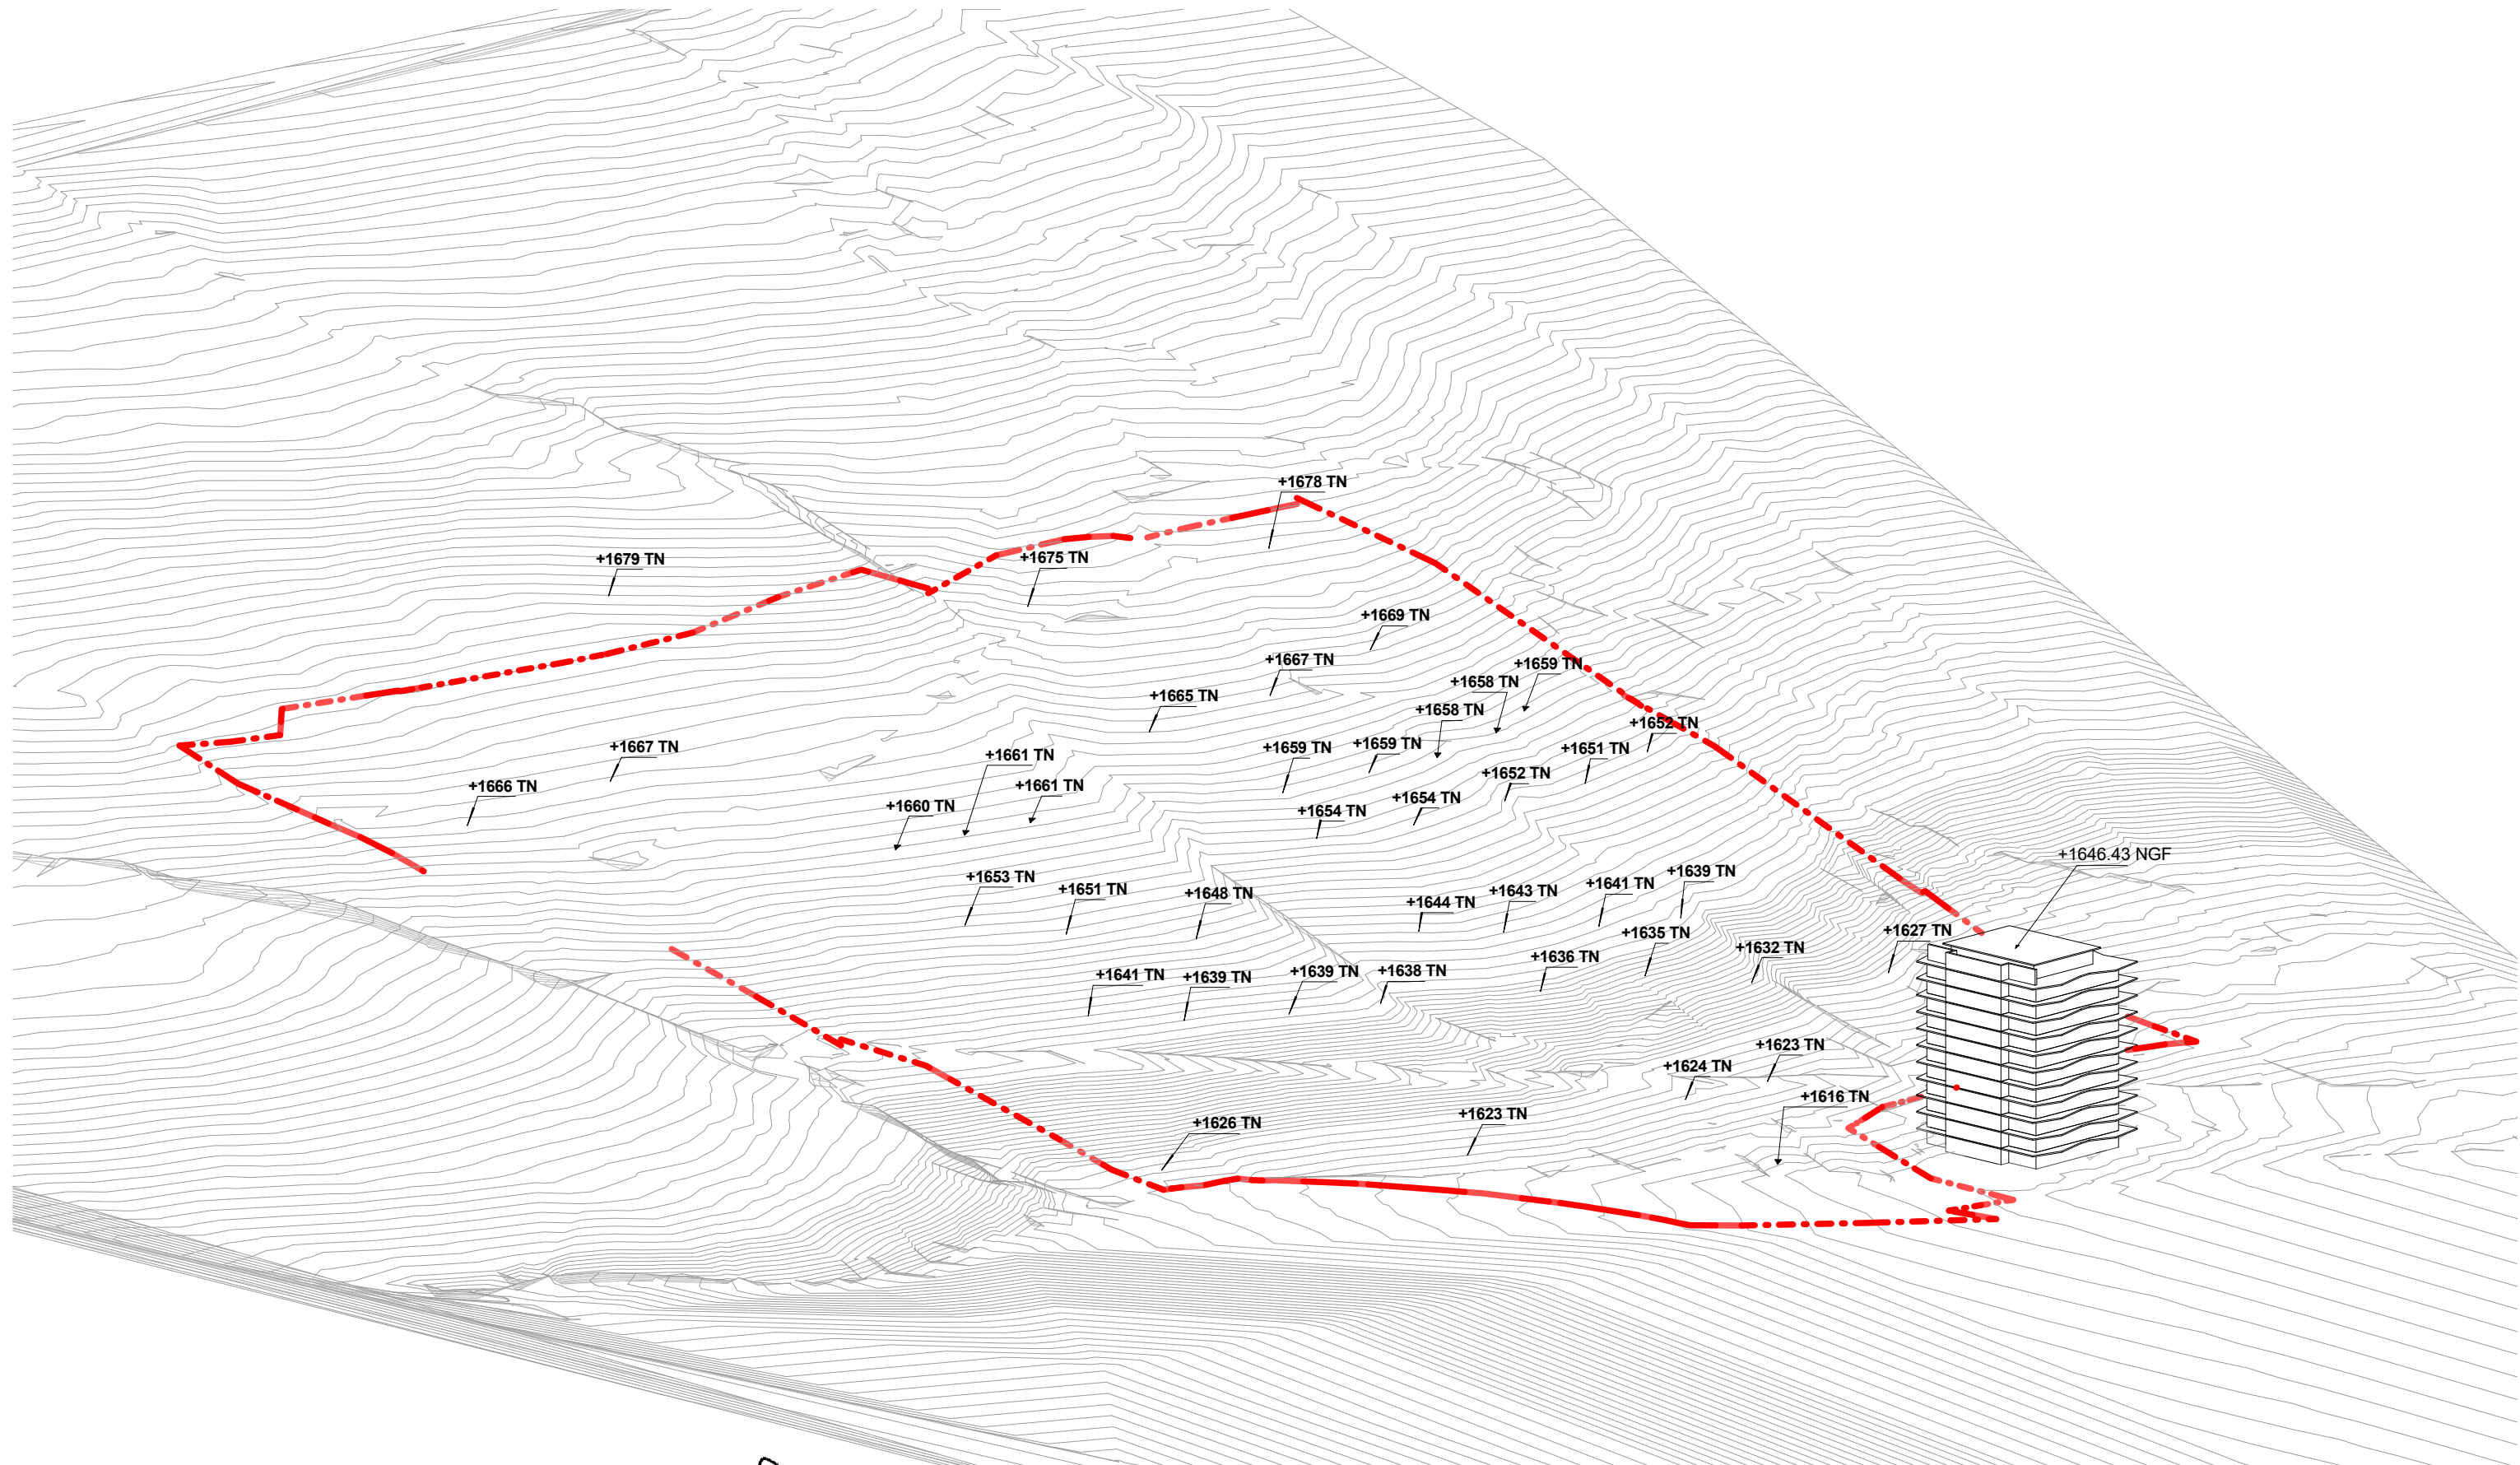 +1678 TN
+1679 TN
+1675 TN
+1669 TN
+1667 TN
+1659 TN
+1658 TN
+1665 TN
+1658 TN
+1652 TN
+1667 TN
+1661 TN
+1659 TN
+1659 TN
+1651 TN
+1666 TN
+1661 TN
+1652 TN
+1660 TN
+1654 TN
+1654 TN
+1646.43 NGF
+1653 TN
+1651 TN
+1648 TN
+1644 TN
+1643 TN
+1641 TN
+1639 TN
+1635 TN
+1627 TN
+1632 TN
+1641 TN
+1639 TN
+1639 TN
+1638 TN
+1636 TN
+1623 TN
+1624 TN
+1616 TN
+1626 TN
+1623 TN